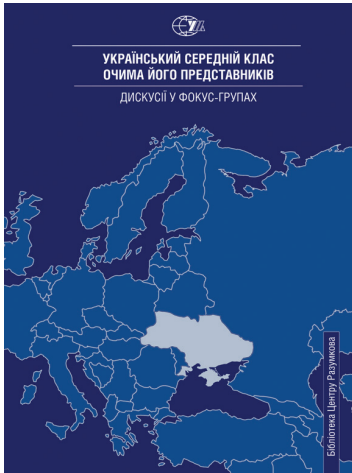 УКРАЇНСЬКИЙ СЕРЕДНІЙ КЛАС
ОЧИМА ЙОГО ПРЕДСТАВНИКІВ
ДИСКУСІЇ У ФОКУС-ГРУПАХ
Бібліотека Центру Разумкова